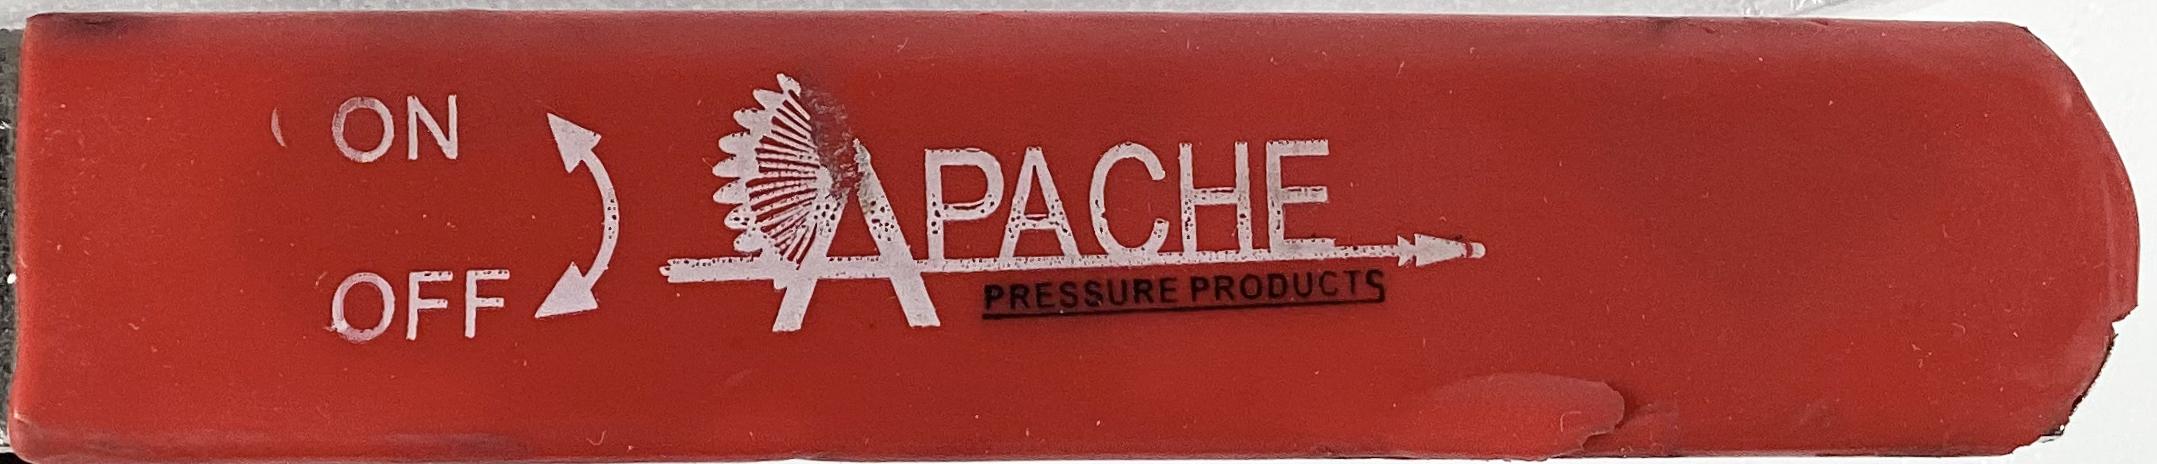 ON
OFF
APACHE
PRESSURE PRODUCTS